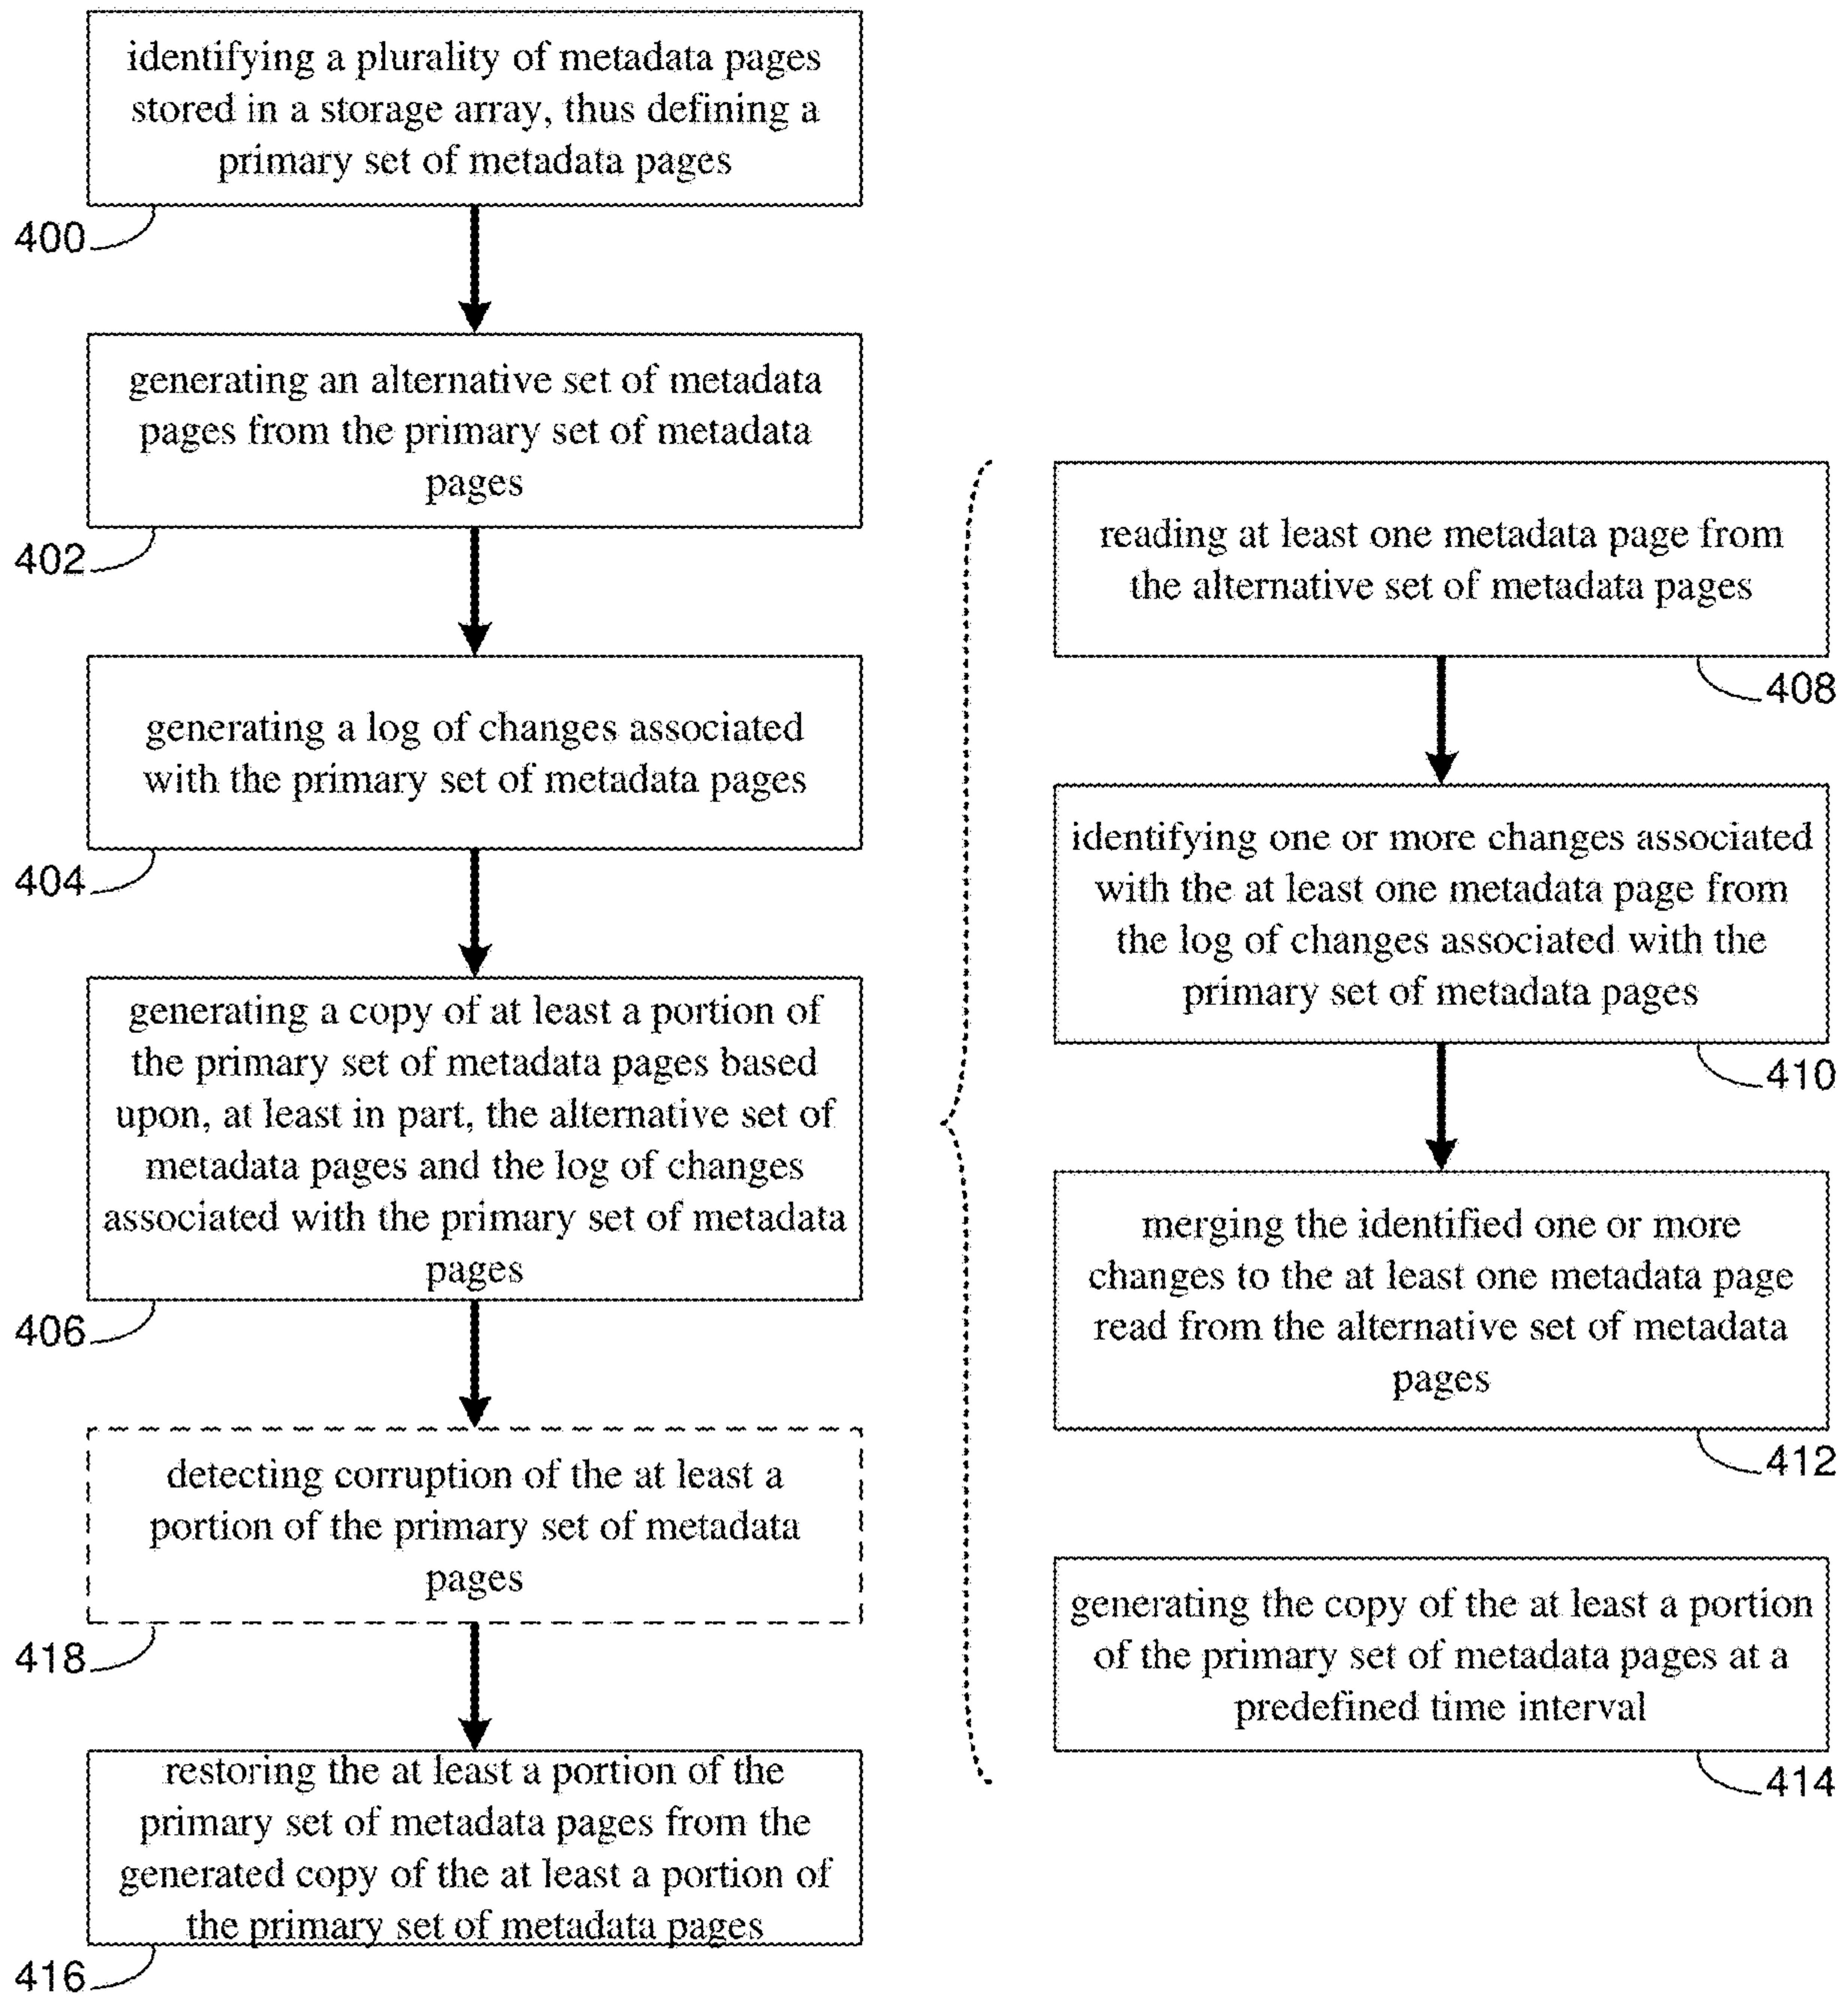 identifying a plurality of metadata pages
stored in a storage array, thus defining a
primary set of metadata pages
400
generating an alternative set of metadata
pages from the primary set of metadata
pages
402
generating a log of changes associated
with the primary set of metadata pages
404
generating a copy of at least a portion of
the primary set of metadata pages based
upon, at least in part, the alternative set of
metadata pages and the log of changes
associated with the primary set of metadata
pages
406
detecting corruption of the at least a
portion of the primary set of metadata
pages
418
restoring the at least a portion of the
primary set of metadata pages from the
generated copy of the at least a portion of
the primary set of metadata pages
416
reading at least one metadata page from
the alternative set of metadata pages
408
identifying one or more changes associated
with the at least one metadata page from
the log of changes associated with the
primary set of metadata pages
410
merging the identified one or more
changes to the at least one metadata page
read from the alternative set of metadata
pages
412
generating the copy of the at least a portion
of the primary set of metadata pages at a
predefined time interval
414